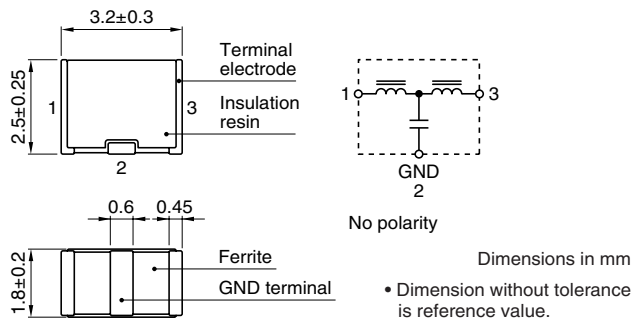 3.2±0.3
2.5±0.25
1
3
2
Terminal
electrode
Insulation
resin
1
3
GND
2
No polarity
0.6
0.45
1.8±0.2
Ferrite
GND terminal
Dimensions in mm
• Dimension without tolerance
is reference value.